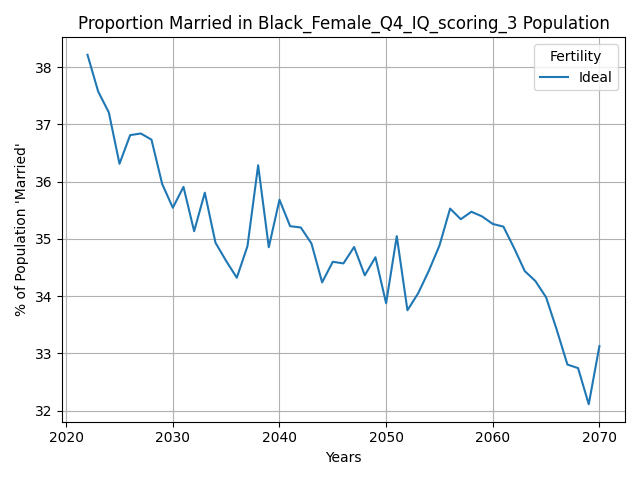 Proportion Married in Black_Female_Q4_IQ_scoring_3 Population
Fertility
Ideal
% of Population 'Married'
38
37
36
35
34
33
32
2020
2030
2040
2050
2060
2070
Years